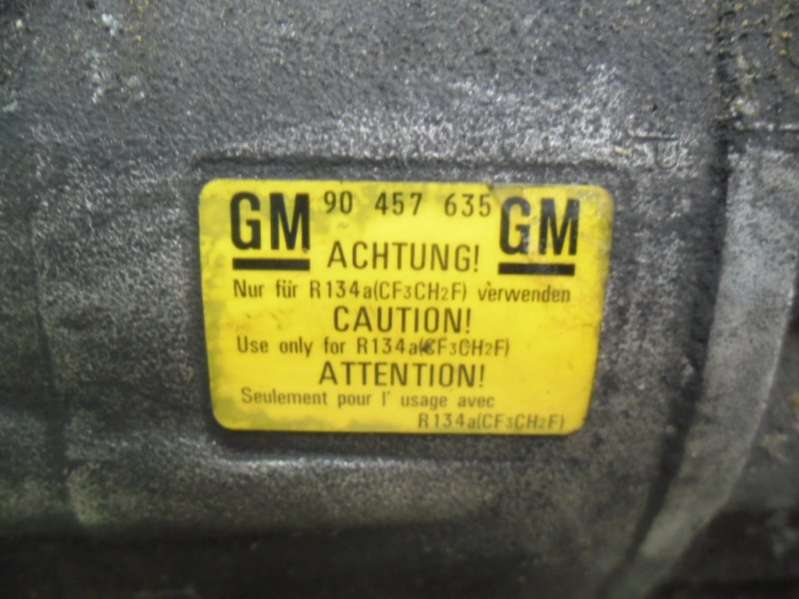 GM 90 457 635 GM
ACHTUNG!
Nur für R134a(CF3CH2F) verwenden
CAUTION!
Use only for R134a(CF3CH2F)
ATTENTION!
Seulement pour l' usage avec
R134a(CF3CH2F)